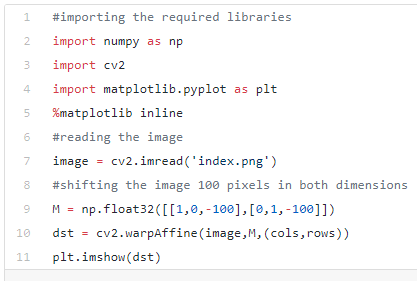 1 #importing the required libraries
2 import numpy as np
3 import cv2
4 import matplotlib.pyplot as plt
5 %matplotlib inline
6 #reading the image
7 image = cv2.imread('index.png')
8 #shifting the image 100 pixels in both dimensions
9 M = np.float32([[1,0,-100],[0,1,-100]])
10 dst = cv2.warpAffine(image,M,(cols,rows))
11 plt.imshow(dst)